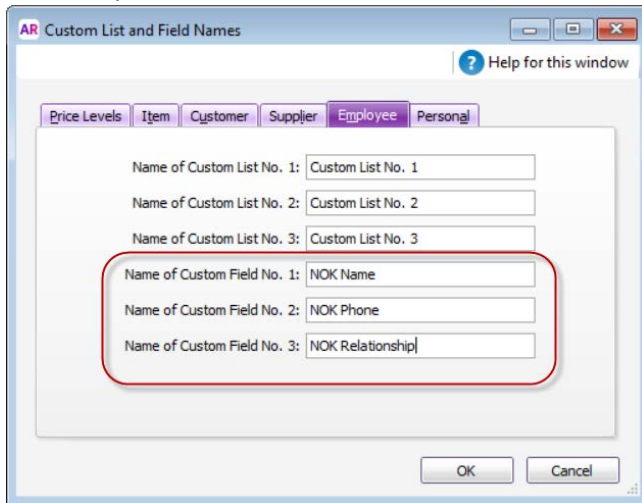 AR Custom List and Field Names
? Help for this window
Price Levels Item Customer Supplier Employee Personal
Name of Custom List No. 1: Custom List No. 1
Name of Custom List No. 2: Custom List No. 2
Name of Custom List No. 3: Custom List No. 3
Name of Custom Field No. 1: NOK Name
Name of Custom Field No. 2: NOK Phone
Name of Custom Field No. 3: NOK Relationship
OK Cancel